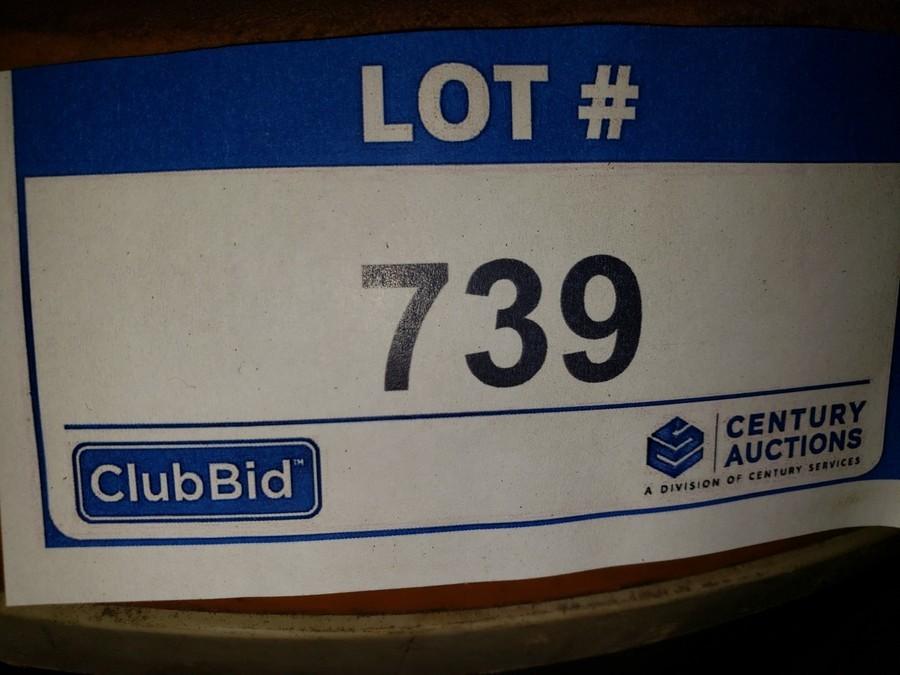 LOT #
739
ClubBid™
CENTURY
AUCTIONS
A DIVISION OF CENTURY SERVICES